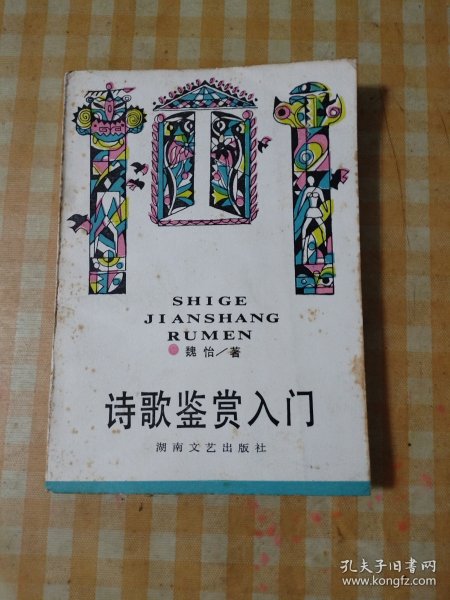 SHIGE
JIANSHANG
RUMEN
魏怡/著
诗歌鉴赏入门
湖南文艺出版社
孔夫子旧书网
www.kongfz.com